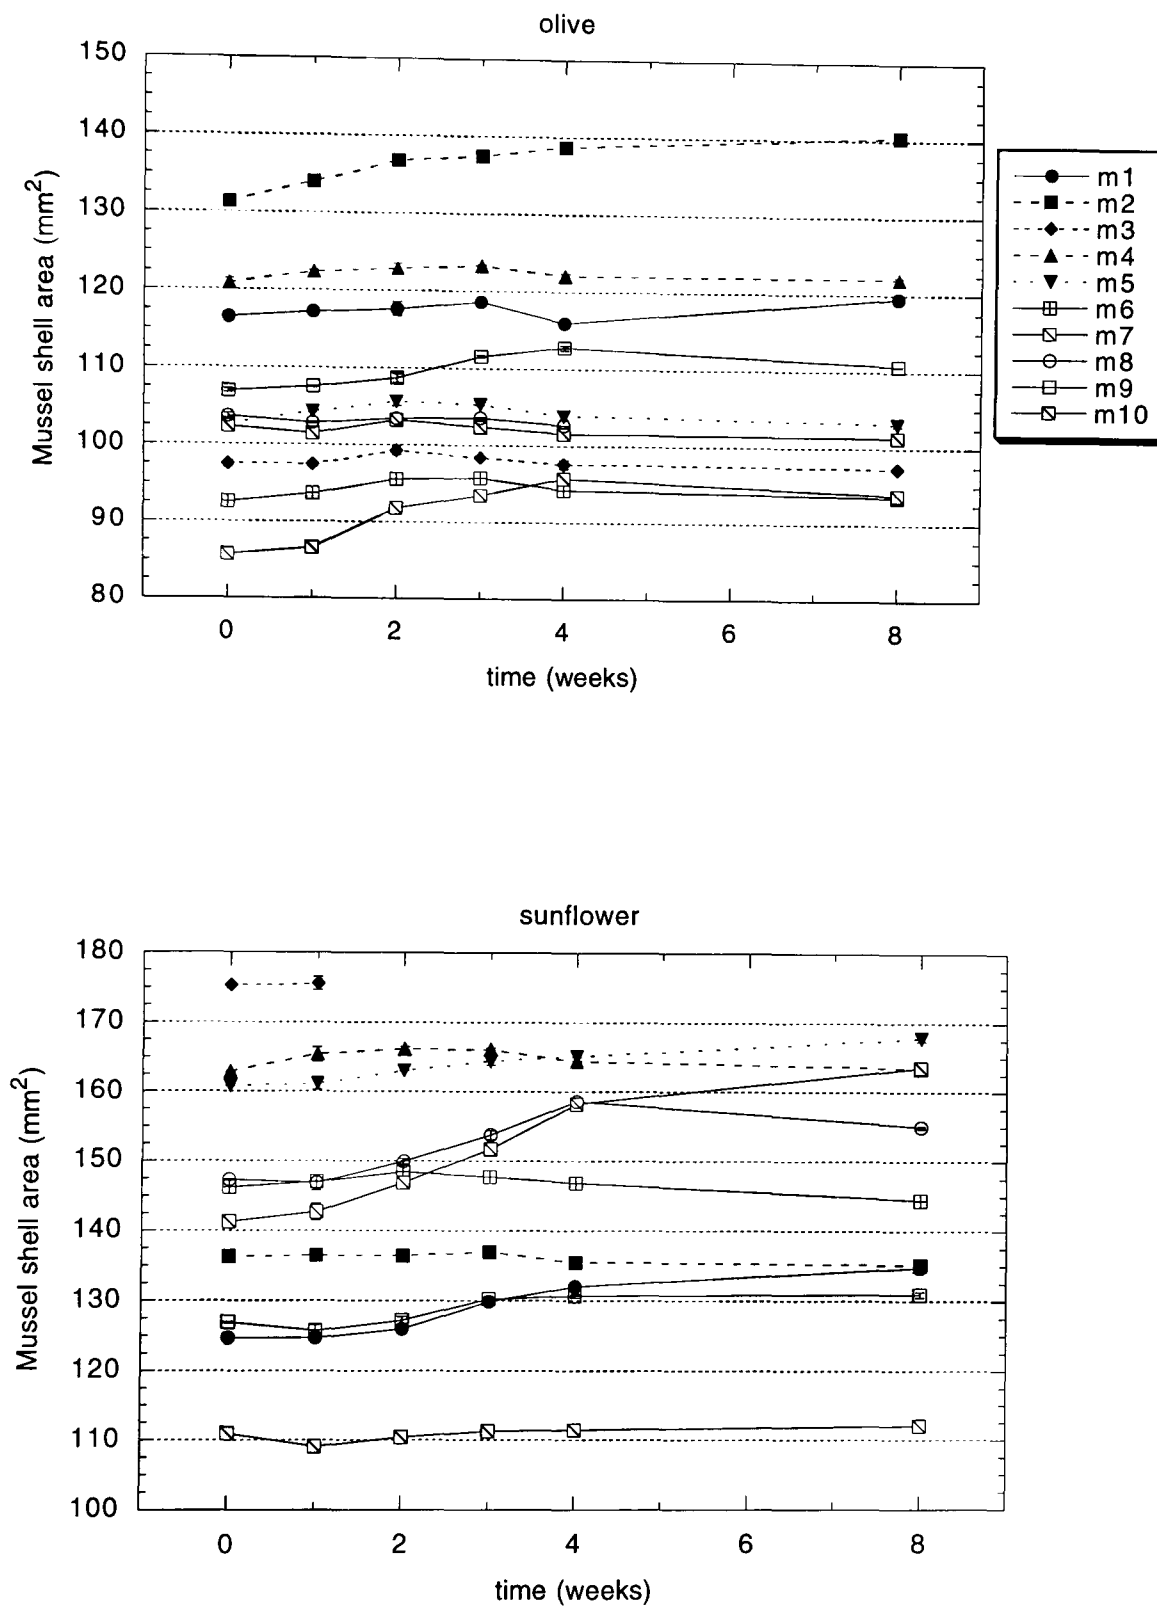 olive
150
140
130
120
110
100
90
80
Mussel shell area (mm2)
0 2 4 6 8
time (weeks)
m1
m2
m3
m4
m5
m6
m7
m8
m9
m10
sunflower
180
170
160
150
140
130
120
110
100
Mussel shell area (mm2)
0 2 4 6 8
time (weeks)